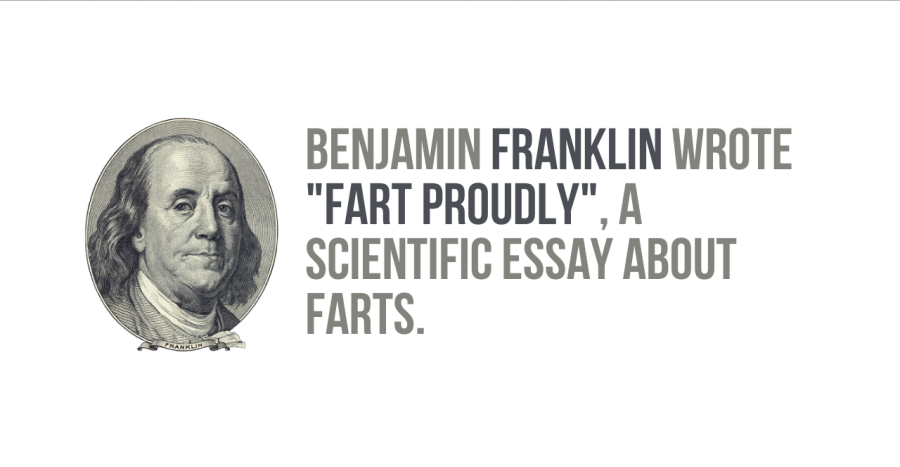 BENJAMIN FRANKLIN WROTE
"FART PROUDLY", A
SCIENTIFIC ESSAY ABOUT
FARTS.
FRANKLIN